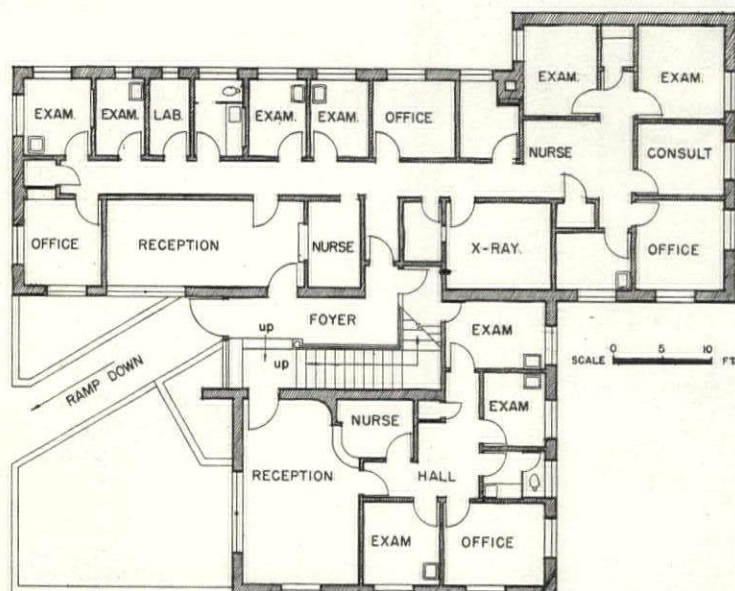 EXAM.
EXAM.
EXAM.
EXAM.
LAB.
EXAM.
EXAM.
OFFICE
NURSE
CONSULT
OFFICE
RECEPTION
NURSE
X-RAY.
OFFICE
FOYER
up
up
RAMP DOWN
EXAM
SCALE 0 5 10 FT.
EXAM
NURSE
RECEPTION
HALL
EXAM
OFFICE